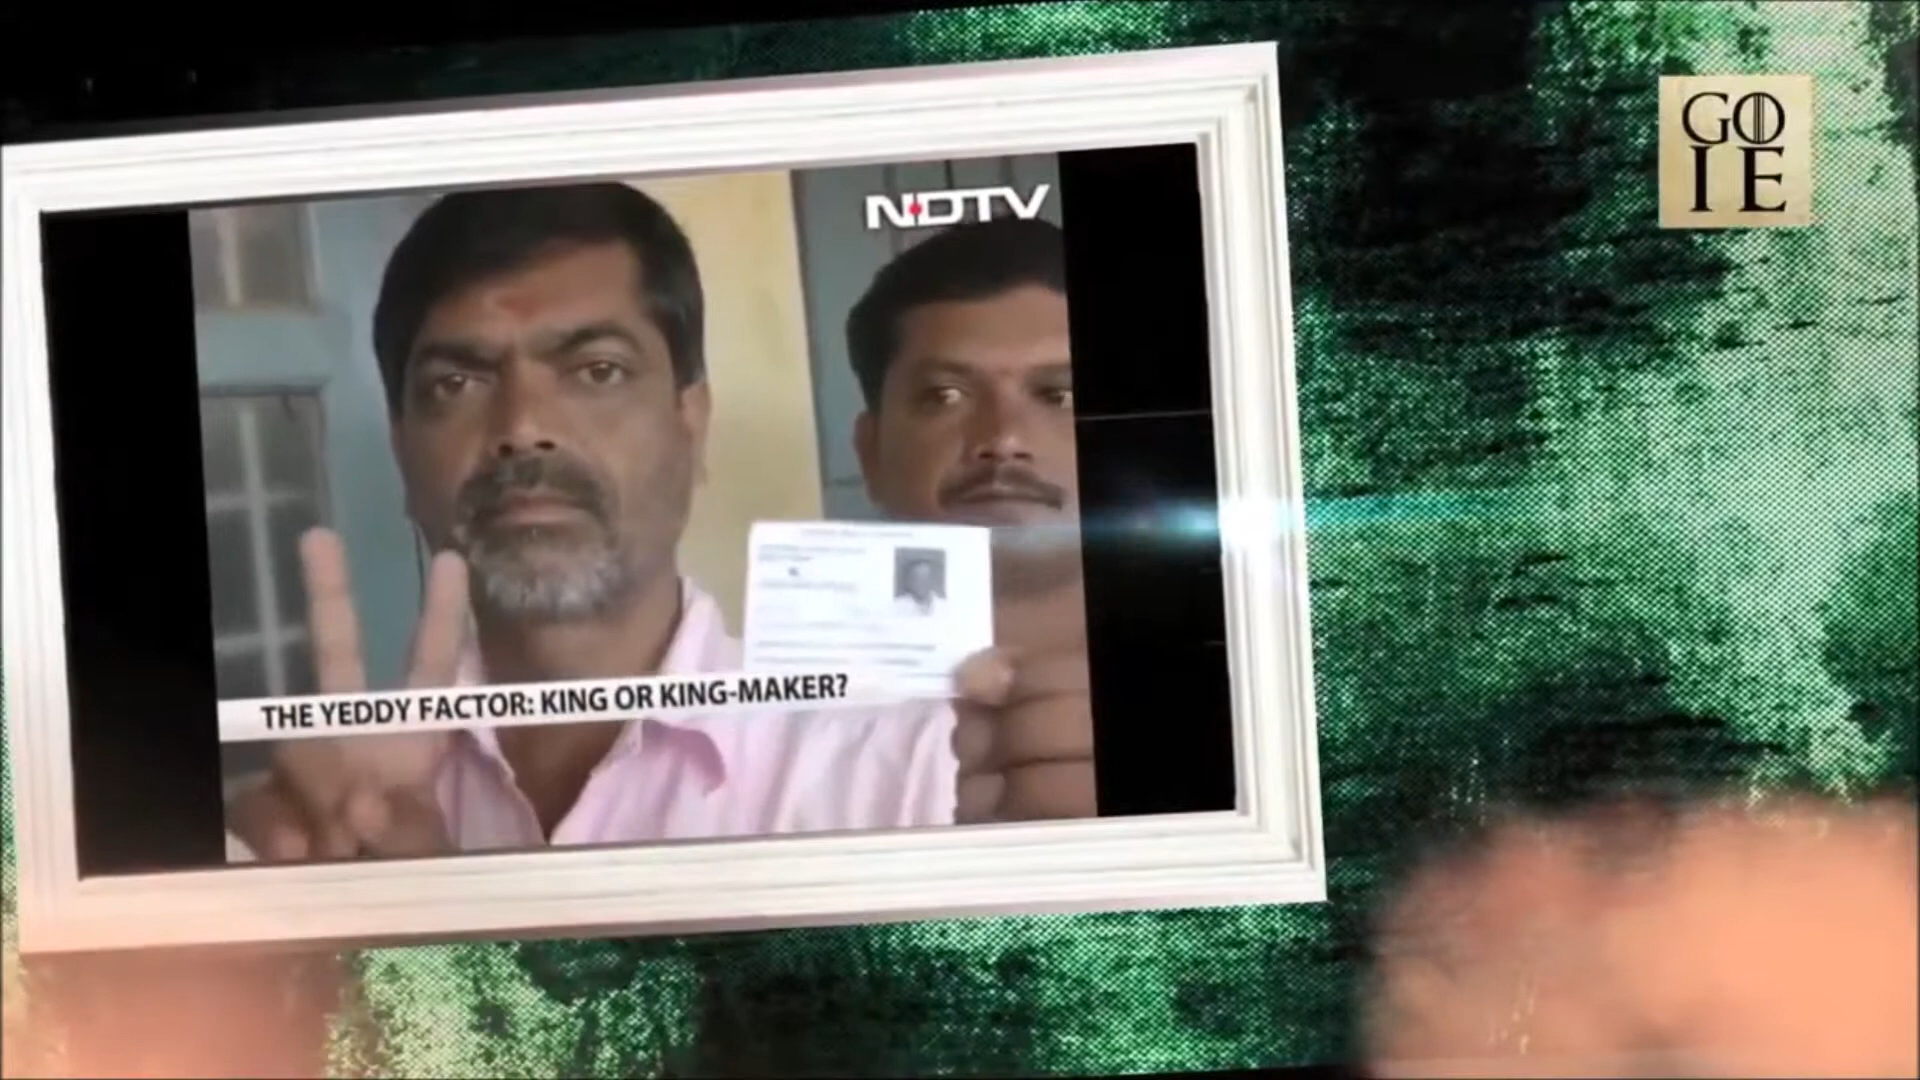 GO
IE
NDTV
THE YEDDY FACTOR: KING OR KING-MAKER?